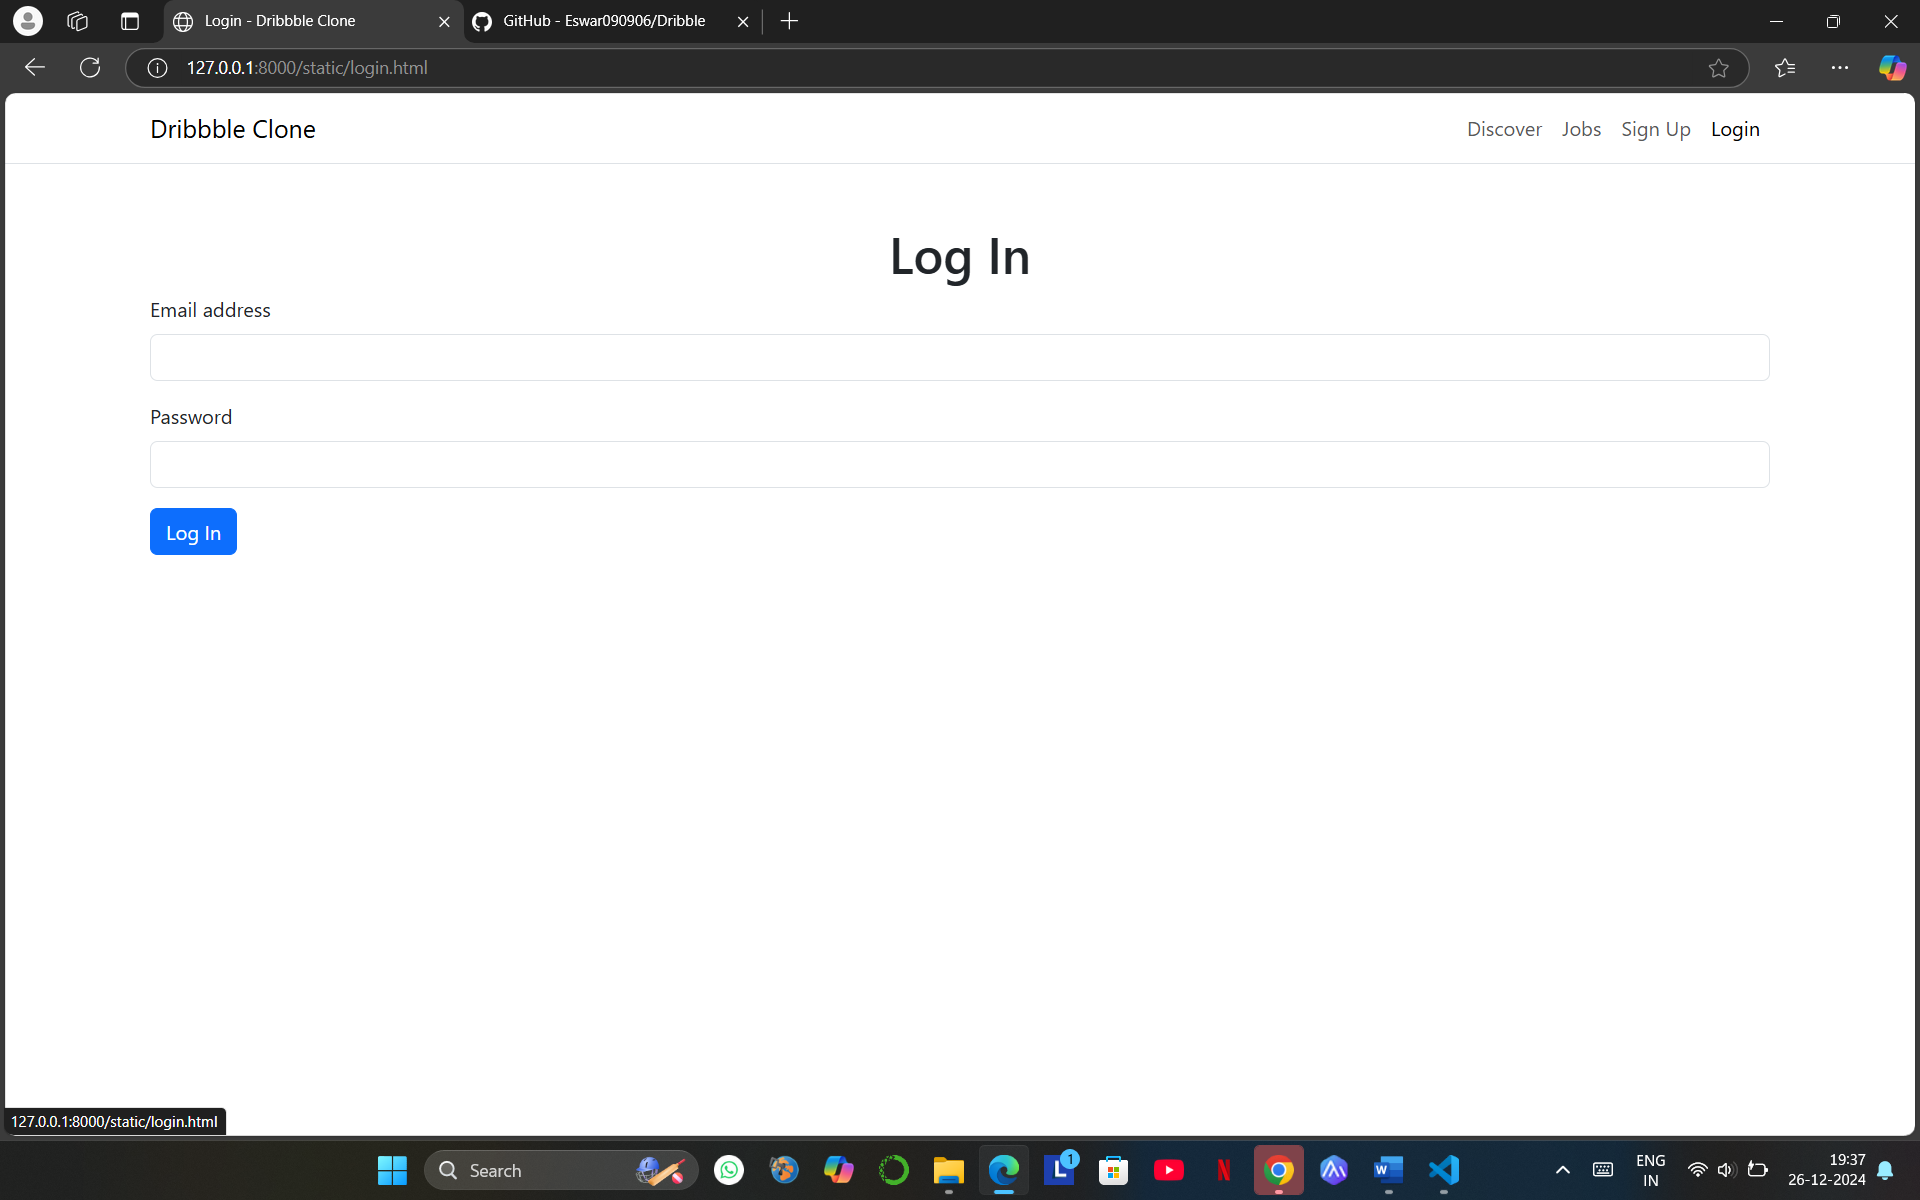 Login - Dribbble Clone
GitHub - Eswar090906/Dribble
127.0.0.1:8000/static/login.html
Dribbble Clone
Discover
Jobs
Sign Up
Login
Log In
Email address
Password
Log In
127.0.0.1:8000/static/login.html
Search
L
1
N
W
ENG
IN
19:37
26-12-2024